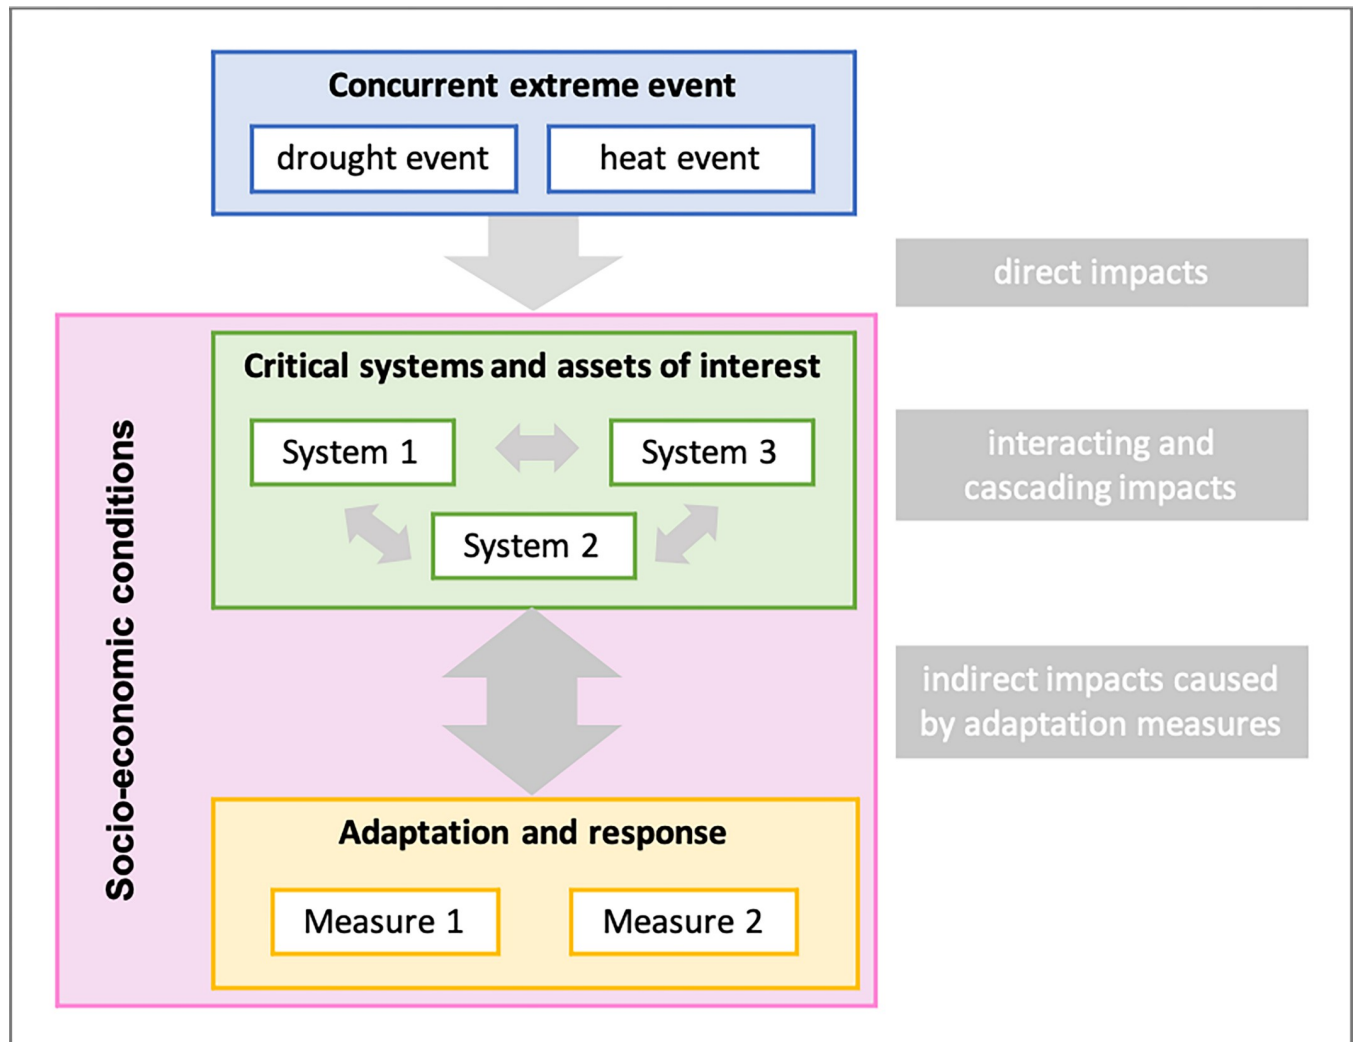 Concurrent extreme event
drought event
heat event
direct impacts
Socio-economic conditions
Critical systems and assets of interest
System 1
System 3
System 2
interacting and
cascading impacts
indirect impacts caused
by adaptation measures
Adaptation and response
Measure 1
Measure 2